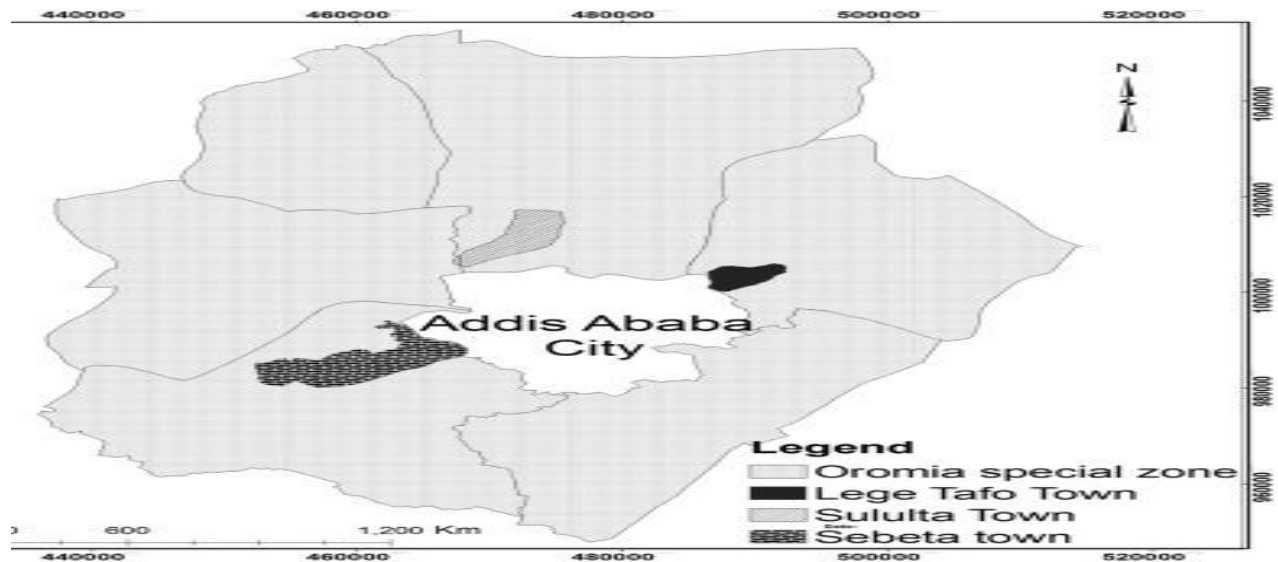 440000 460000 480000 500000 520000
N
1040000
1020000
1000000
980000
960000
Addis Ababa
City
Legend
Oromia special zone
Lege Tafo Town
Sululta Town
Sebeta town
0 600 1,200 Km
440000 460000 480000 500000 520000